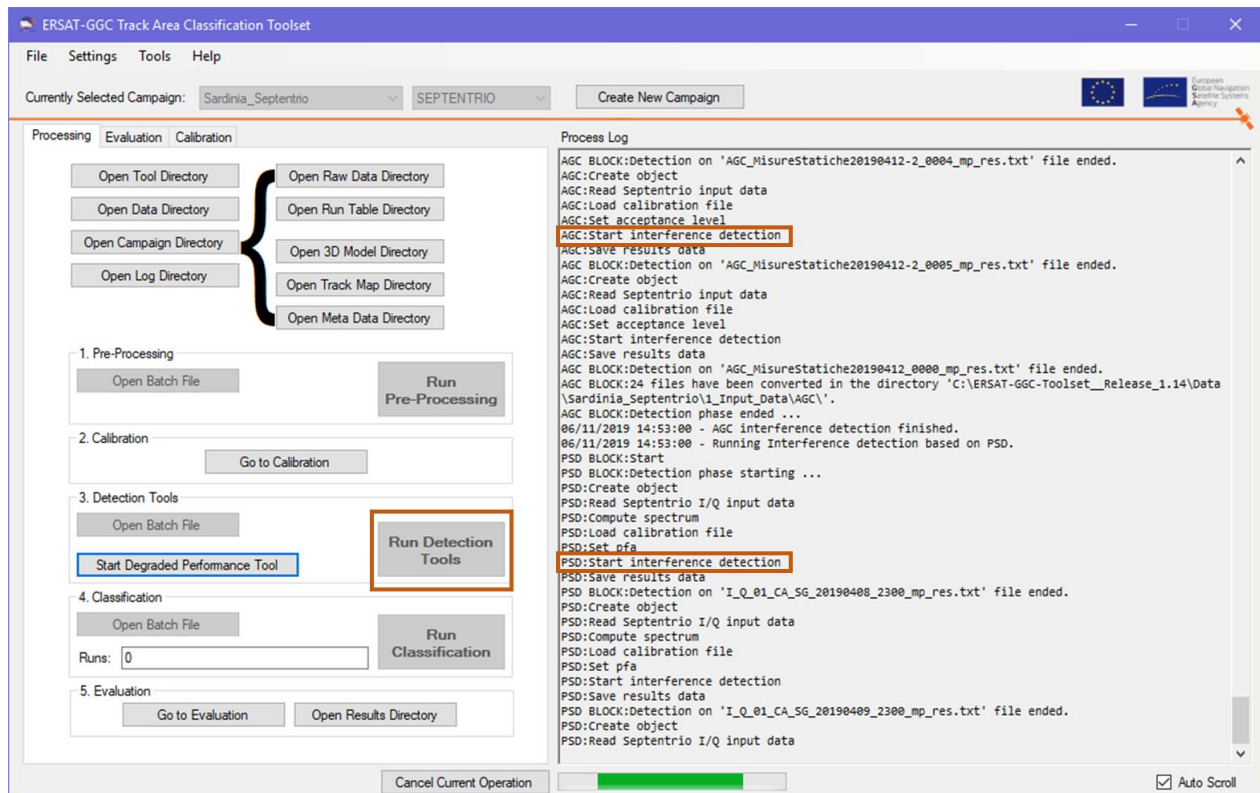 ERSAT-GGC Track Area Classification Toolset
File Settings Tools Help
Currently Selected Campaign: Sardinia_Septentrio SEPTENTRIO Create New Campaign
European
Global Navigation
Satellite Systems
Agency
Processing Evaluation Calibration
Open Tool Directory
Open Data Directory
Open Campaign Directory
Open Log Directory
Open Raw Data Directory
Open Run Table Directory
Open 3D Model Directory
Open Track Map Directory
Open Meta Data Directory
1. Pre-Processing
Open Batch File
Run
Pre-Processing
2. Calibration
Go to Calibration
3. Detection Tools
Open Batch File
Start Degraded Performance Tool
Run Detection
Tools
4. Classification
Open Batch File
Runs: 0
Run
Classification
5. Evaluation
Go to Evaluation Open Results Directory
Process Log
AGC BLOCK:Detection on 'AGC_MisureStatiche20190412-2_0004_mp_res.txt' file ended.
AGC:Create object
AGC:Read Septentrio input data
AGC:Load calibration file
AGC:Set acceptance level
AGC:Start interference detection
AGC:Save results data
AGC BLOCK:Detection on 'AGC_MisureStatiche20190412-2_0005_mp_res.txt' file ended.
AGC:Create object
AGC:Read Septentrio input data
AGC:Load calibration file
AGC:Set acceptance level
AGC:Start interference detection
AGC:Save results data
AGC BLOCK:Detection on 'AGC_MisureStatiche20190412_0000_mp_res.txt' file ended.
AGC BLOCK:24 files have been converted in the directory 'C:\ERSAT-GGC-Toolset__Release_1.14\Data
\Sardinia_Septentrio\1_Input_Data\AGC\'.
AGC BLOCK:Detection phase ended ...
06/11/2019 14:53:00 - AGC interference detection finished.
06/11/2019 14:53:00 - Running Interference detection based on PSD.
PSD BLOCK:Start
PSD BLOCK:Detection phase starting ...
PSD:Create object
PSD:Read Septentrio I/Q input data
PSD:Compute spectrum
PSD:Load calibration file
PSD:Set pfa
PSD:Start interference detection
PSD:Save results data
PSD BLOCK:Detection on 'I_Q_01_CA_SG_20190408_2300_mp_res.txt' file ended.
PSD:Create object
PSD:Read Septentrio I/Q input data
PSD:Compute spectrum
PSD:Load calibration file
PSD:Set pfa
PSD:Start interference detection
PSD:Save results data
PSD BLOCK:Detection on 'I_Q_01_CA_SG_20190409_2300_mp_res.txt' file ended.
PSD:Create object
PSD:Read Septentrio I/Q input data
Cancel Current Operation
Auto Scroll